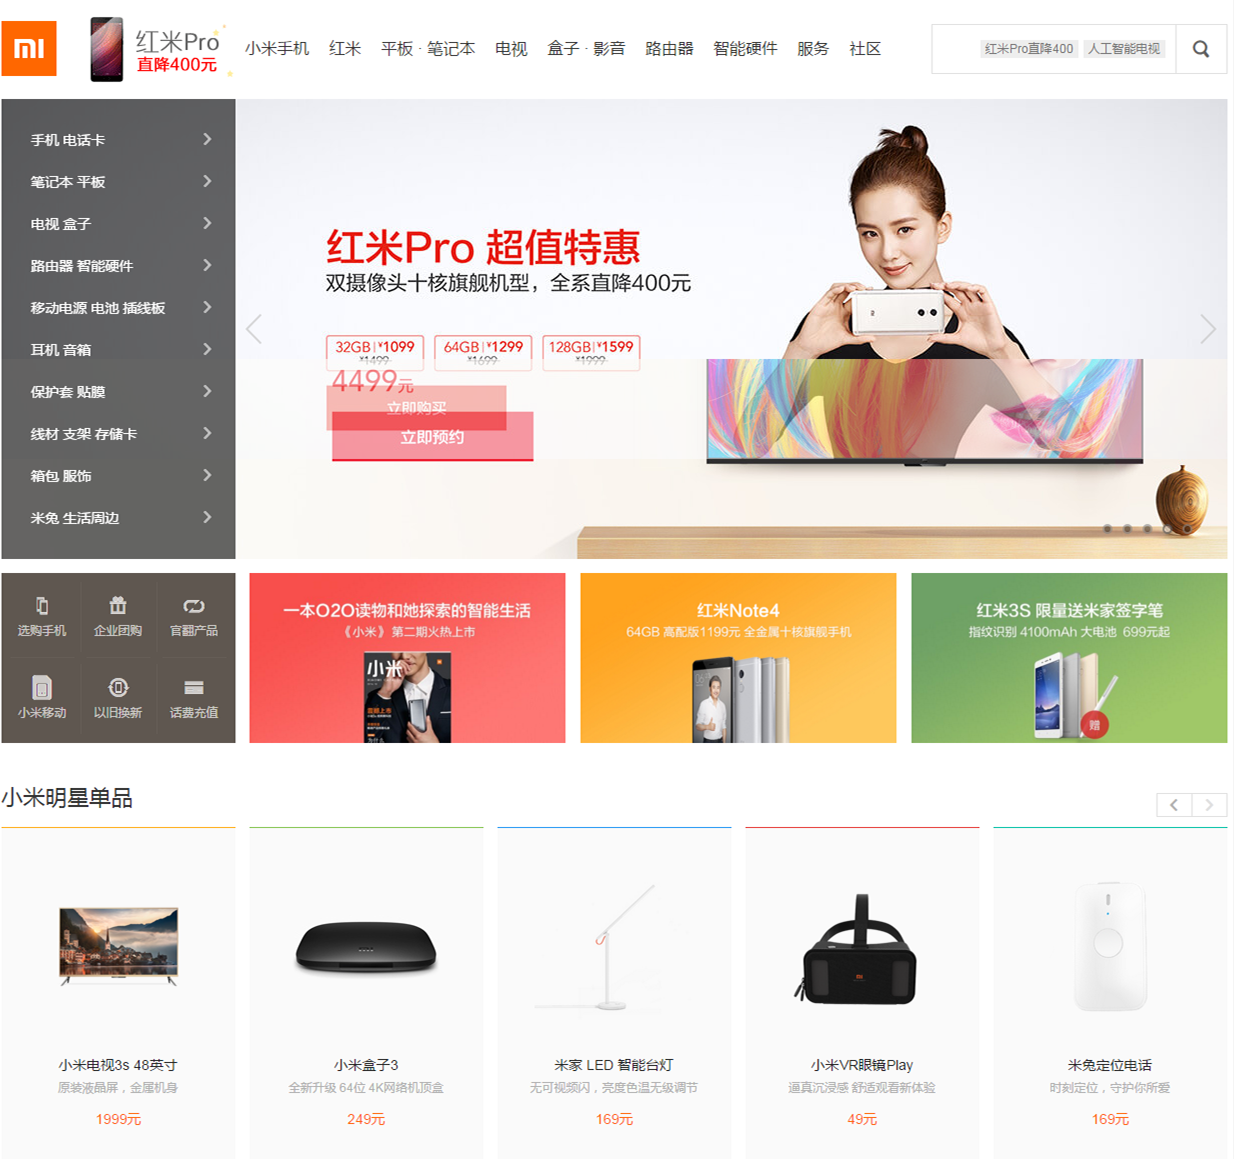 红米Pro
直降400元
小米手机 红米 平板 · 笔记本 电视 盒子 · 影音 路由器 智能硬件 服务 社区
红米Pro直降400 人工智能电视
手机 电话卡
笔记本 平板
电视 盒子
路由器 智能硬件
移动电源 电池 插线板
耳机 音箱
保护套 贴膜
线材 支架 存储卡
箱包 服饰
米兔 生活周边
红米Pro 超值特惠
双摄像头十核旗舰机型，全系直降400元
32GB|¥1099 64GB|¥1299 128GB|¥1599
¥1499 ¥1699 ¥1999
4499元
立即购买
立即预约
选购手机 企业团购 官翻产品
小米移动 以旧换新 话费充值
一本O2O读物和她探索的智能生活
《小米》第二期火热上市
小米
红米Note4
64GB 高配版1199元 全金属十核旗舰手机
红米3S 限量送米家签字笔
指纹识别 4100mAh 大电池 699元起
赠
小米明星单品
小米电视3s 48英寸
原装液晶屏，金属机身
1999元
小米盒子3
全新升级 64位 4K网络机顶盒
249元
米家 LED 智能台灯
无可视频闪，亮度色温无级调节
169元
小米VR眼镜Play
逼真沉浸感 舒适观看新体验
49元
米兔定位电话
时刻定位，守护你所爱
169元